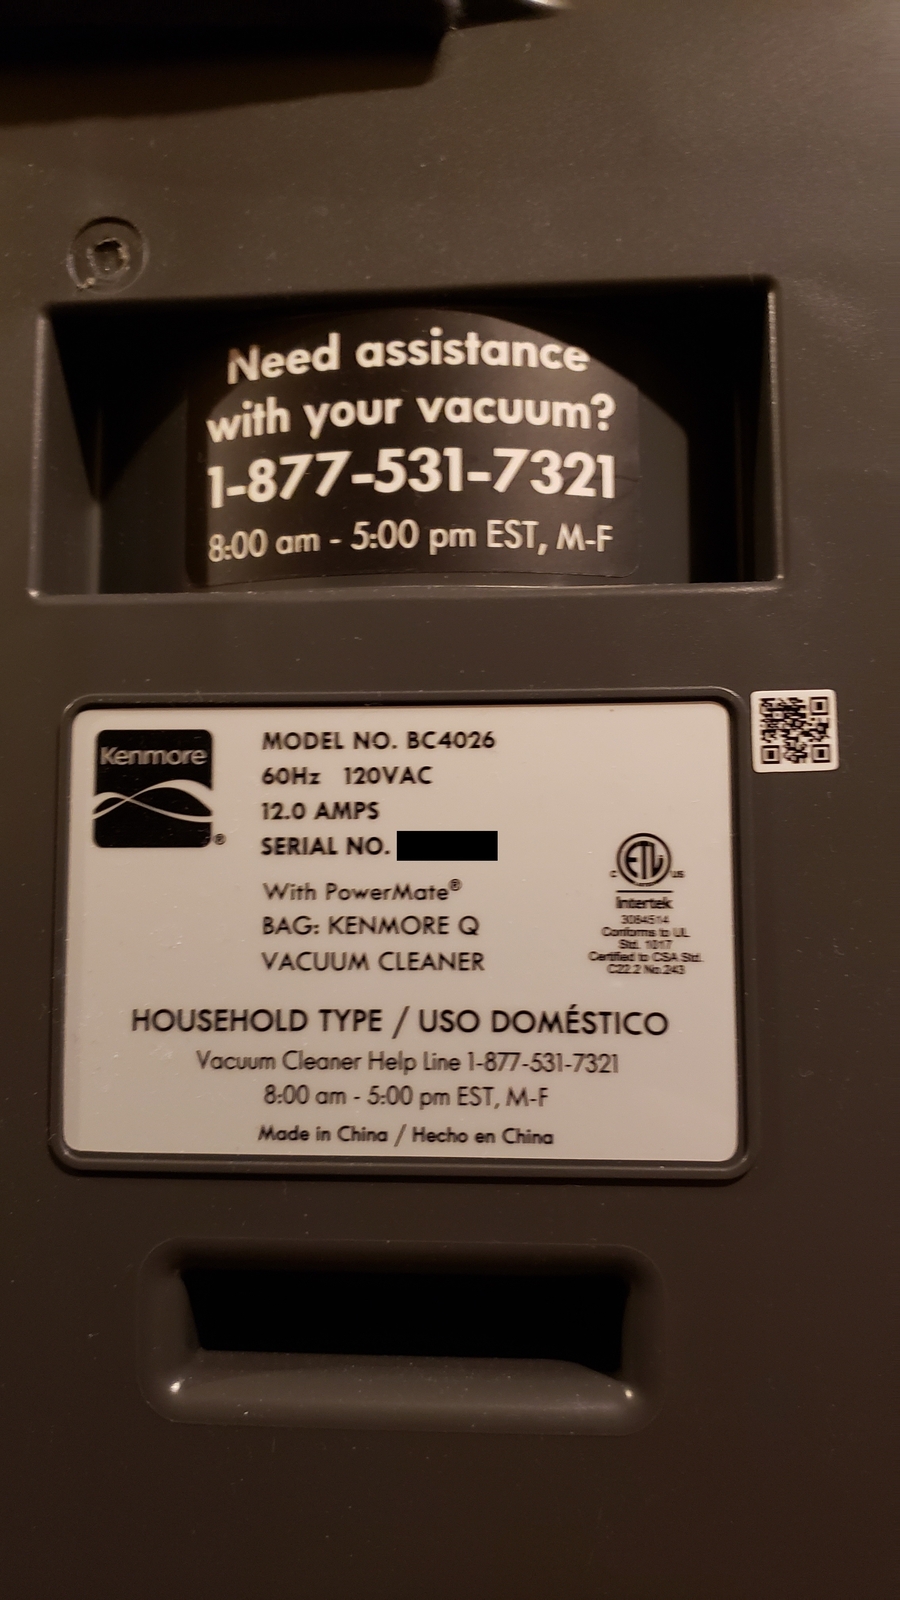 Need assistance
with your vacuum?
1-877-531-7321
8:00 am - 5:00 pm EST, M-F
Kenmore
®
MODEL NO. BC4026
60Hz 120VAC
12.0 AMPS
SERIAL NO.
With PowerMate®
BAG: KENMORE Q
VACUUM CLEANER
c ETL us
Intertek
3084514
Conforms to UL
Std. 1017
Certified to CSA Std.
C22.2 No.243
HOUSEHOLD TYPE / USO DOMÉSTICO
Vacuum Cleaner Help Line 1-877-531-7321
8:00 am - 5:00 pm EST, M-F
Made in China / Hecho en China